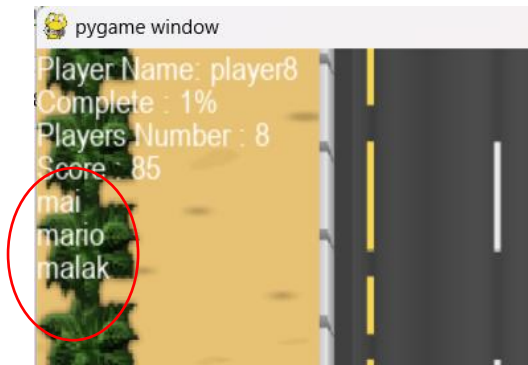 pygame window
Player Name: player8
Complete : 1%
Players Number : 8
Score : 85
mai
mario
malak